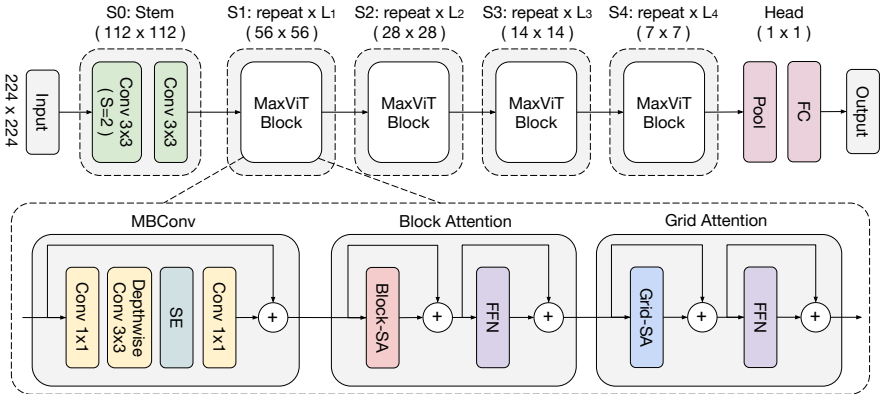 S0: Stem
( 112 x 112 )
S1: repeat x L1
( 56 x 56 )
S2: repeat x L2
( 28 x 28 )
S3: repeat x L3
( 14 x 14 )
S4: repeat x L4
( 7 x 7 )
Head
( 1 x 1 )
224 x 224
Input
Conv 3x3
( S=2 )
Conv 3x3
MaxViT
Block
MaxViT
Block
MaxViT
Block
MaxViT
Block
Pool
FC
Output
MBConv
Conv 1x1
Depthwise
Conv 3x3
SE
Conv 1x1
+
Block Attention
Block-SA
+
FFN
+
Grid Attention
Grid-SA
+
FFN
+